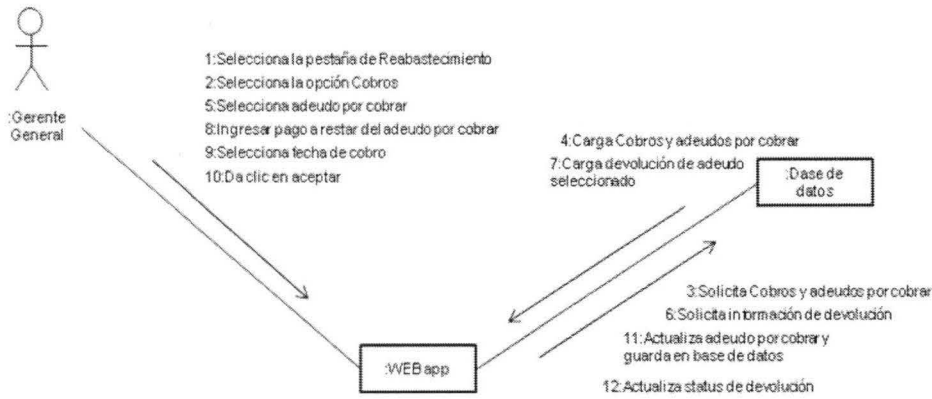 :Gerente
General
1:Selecciona la pestaña de Reabastecimiento
2:Selecciona la opción Cobros
5:Selecciona adeudo por cobrar
8:Ingresar pago a restar del adeudo por cobrar
9:Selecciona fecha de cobro
10:Da clic en aceptar
4:Carga Cobros y adeudos por cobrar
7:Carga devolución de adeudo
seleccionado
:Dase de
datos
3:Solicita Cobros y adeudos por cobrar
6:Solicita información de devolución
11:Actualiza adeudo por cobrar y
guarda en base de datos
12:Actualiza status de devolución
:WEB app